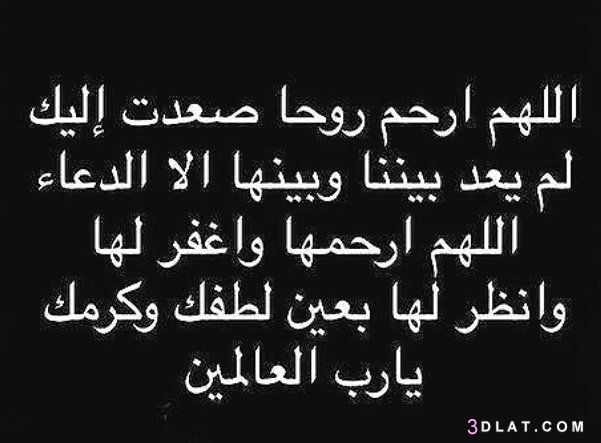 اللهم ارحم روحا صعدت إليك
لم يعد بيننا وبينها الا الدعاء
اللهم ارحمها واغفر لها
وانظر لها بعين لطفك وكرمك
يارب العالمين
3DLAT.COM